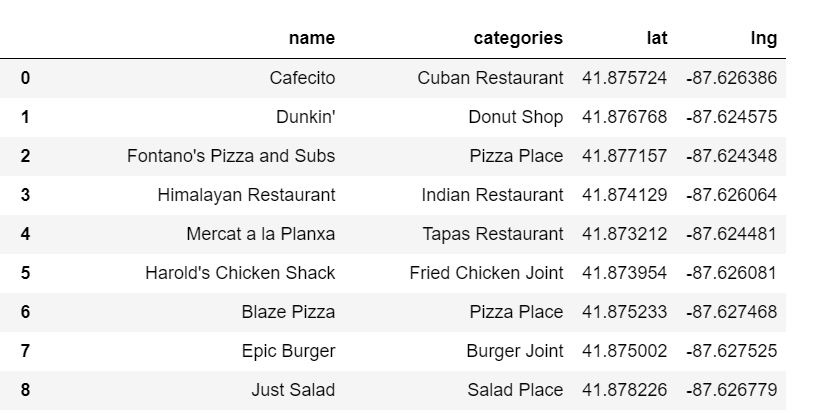 name categories lat lng
0 Cafecito Cuban Restaurant 41.875724 -87.626386
1 Dunkin' Donut Shop 41.876768 -87.624575
2 Fontano's Pizza and Subs Pizza Place 41.877157 -87.624348
3 Himalayan Restaurant Indian Restaurant 41.874129 -87.626064
4 Mercat a la Planxa Tapas Restaurant 41.873212 -87.624481
5 Harold's Chicken Shack Fried Chicken Joint 41.873954 -87.626081
6 Blaze Pizza Pizza Place 41.875233 -87.627468
7 Epic Burger Burger Joint 41.875002 -87.627525
8 Just Salad Salad Place 41.878226 -87.626779